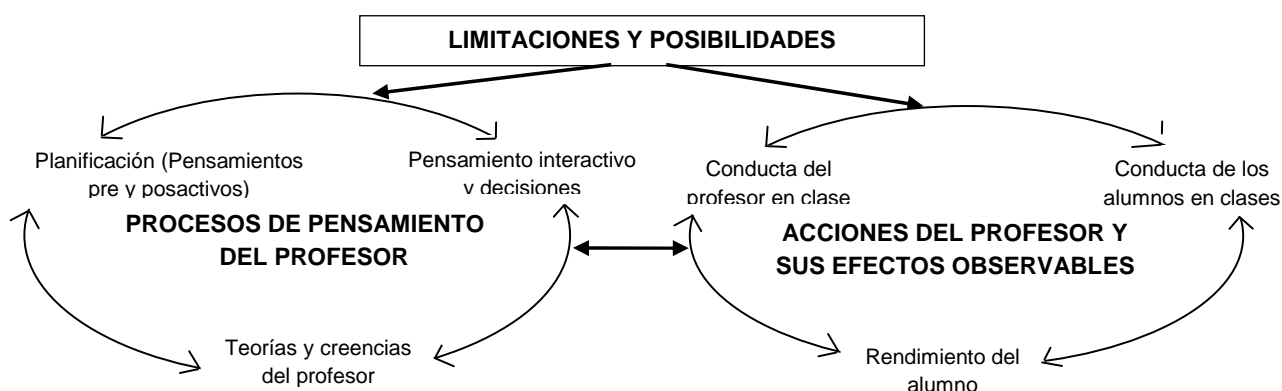 LIMITACIONES Y POSIBILIDADES
Planificación (Pensamientos
pre y posactivos)
Pensamiento interactivo
y decisiones
Conducta del
profesor en clase
Conducta de los
alumnos en clases
PROCESOS DE PENSAMIENTO
DEL PROFESOR
ACCIONES DEL PROFESOR Y
SUS EFECTOS OBSERVABLES
Teorías y creencias
del profesor
Rendimiento del
alumno